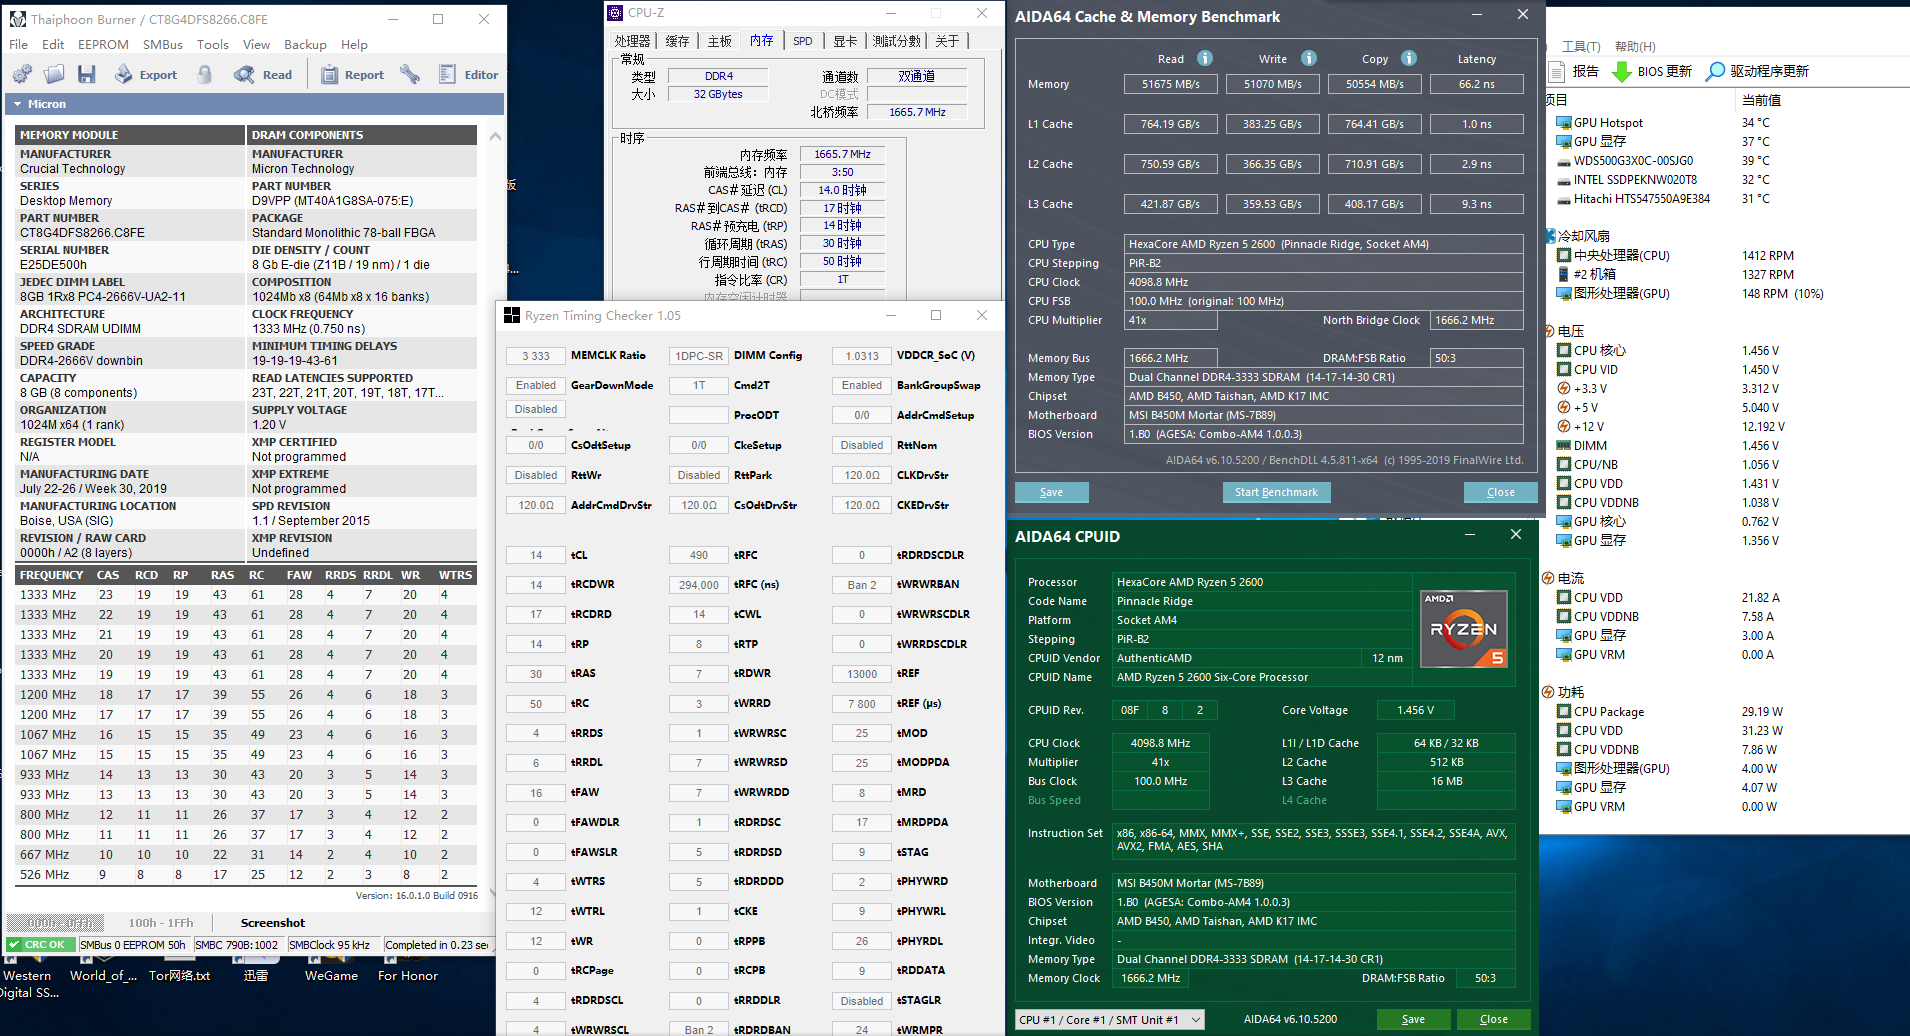 Thaiphoon Burner / CT8G4DFS8266.C8FE
File Edit EEPROM SMBus Tools View Backup Help
Export Read Report Editor
Micron
MEMORY MODULE DRAM COMPONENTS
MANUFACTURER MANUFACTURER
Crucial Technology Micron Technology
SERIES PART NUMBER
Desktop Memory D9VPP (MT40A1G8SA-075:E)
PART NUMBER PACKAGE
CT8G4DFS8266.C8FE Standard Monolithic 78-ball FBGA
SERIAL NUMBER DIE DENSITY / COUNT
E25DE500h 8 Gb E-die (Z11B / 19 nm) / 1 die
JEDEC DIMM LABEL COMPOSITION
8GB 1Rx8 PC4-2666V-UA2-11 1024Mb x8 (64Mb x8 x 16 banks)
ARCHITECTURE CLOCK FREQUENCY
DDR4 SDRAM UDIMM 1333 MHz (0.750 ns)
SPEED GRADE MINIMUM TIMING DELAYS
DDR4-2666V downbin 19-19-19-43-61
CAPACITY READ LATENCIES SUPPORTED
8 GB (8 components) 23T, 22T, 21T, 20T, 19T, 18T, 17T...
ORGANIZATION SUPPLY VOLTAGE
1024M x64 (1 rank) 1.20 V
REGISTER MODEL XMP CERTIFIED
N/A Not programmed
MANUFACTURING DATE XMP EXTREME
July 22-26 / Week 30, 2019 Not programmed
MANUFACTURING LOCATION SPD REVISION
Boise, USA (SIG) 1.1 / September 2015
REVISION / RAW CARD XMP REVISION
0000h / A2 (8 layers) Undefined
FREQUENCY CAS RCD RP RAS RC FAW RRDS RRDL WR WTRS
1333 MHz 23 19 19 43 61 28 4 7 20 4
1333 MHz 22 19 19 43 61 28 4 7 20 4
1333 MHz 21 19 19 43 61 28 4 7 20 4
1333 MHz 20 19 19 43 61 28 4 7 20 4
1333 MHz 19 19 19 43 61 28 4 7 20 4
1200 MHz 18 17 17 39 55 26 4 6 18 3
1200 MHz 17 17 17 39 55 26 4 6 18 3
1067 MHz 16 15 15 35 49 23 4 6 16 3
1067 MHz 15 15 15 35 49 23 4 6 16 3
933 MHz 14 13 13 30 43 20 3 5 14 3
933 MHz 13 13 13 30 43 20 3 5 14 3
800 MHz 12 11 11 26 37 17 3 4 12 2
800 MHz 11 11 11 26 37 17 3 4 12 2
667 MHz 10 10 10 22 31 14 2 4 10 2
526 MHz 9 8 8 17 25 12 2 3 8 2
Version: 16.0.1.0 Build 0916
000h - 0FFh 100h - 1FFh Screenshot
CRC OK SMBus 0 EEPROM 50h SMBC 790B:1002 SMBClock 95 kHz Completed in 0.23 sec
Western World_of_... Tor网络.txt 迅雷 WeGame For Honor
Digital SS...
版
CPU-Z
处理器 缓存 主板 内存 SPD 显卡 测试分数 关于
常规
类型 DDR4 通道数 双通道
大小 32 GBytes DC模式
北桥频率 1665.7 MHz
时序
内存频率 1665.7 MHz
前端总线：内存 3:50
CAS#延迟 (CL) 14.0 时钟
RAS#到CAS# (tRCD) 17 时钟
RAS#预充电 (tRP) 14 时钟
循环周期 (tRAS) 30 时钟
行周期时间 (tRC) 50 时钟
指令比率 (CR) 1T
内存空闲计时器
Ryzen Timing Checker 1.05
3 333 MEMCLK Ratio 1DPC-SR DIMM Config 1.0313 VDDCR_SoC (V)
Enabled GearDownMode 1T Cmd2T Enabled BankGroupSwap
Disabled ProcODT 0/0 AddrCmdSetup
0/0 CsOdtSetup 0/0 CkeSetup Disabled RttNom
Disabled RttWr Disabled RttPark 120.0Ω CLKDrvStr
120.0Ω AddrCmdDrvStr 120.0Ω CsOdtDrvStr 120.0Ω CKEDrvStr
14 tCL 490 tRFC 0 tRDRDSCDLR
14 tRCDWR 294,000 tRFC (ns) Ban 2 tWRWRBAN
17 tRCDRD 14 tCWL 0 tWRWRSCDLR
14 tRP 8 tRTP 0 tWRRDSCDLR
30 tRAS 7 tRDWR 13000 tREF
50 tRC 3 tWRRD 7 800 tREF (µs)
4 tRRDS 1 tWRWRSC 25 tMOD
6 tRRDL 7 tWRWRSD 25 tMODPDA
16 tFAW 7 tWRWRDD 8 tMRD
0 tFAWDLR 1 tRDRDSC 17 tMRDPDA
0 tFAWSLR 5 tRDRDSD 9 tSTAG
4 tWTRS 5 tRDRDDD 2 tPHYWRD
12 tWTRL 1 tCKE 9 tPHYWRL
12 tWR 0 tRPPB 26 tPHYRDL
0 tRCPage 0 tRCPB 9 tRDDATA
4 tRDRDSCL 0 tRRDDLR Disabled tSTAGLR
4 tWRWRSCL Ban 2 tRDRDBAN 24 tWRMPR
AIDA64 Cache & Memory Benchmark
Read Write Copy Latency
Memory 51675 MB/s 51070 MB/s 50554 MB/s 66.2 ns
L1 Cache 764.19 GB/s 383.25 GB/s 764.41 GB/s 1.0 ns
L2 Cache 750.59 GB/s 366.35 GB/s 710.91 GB/s 2.9 ns
L3 Cache 421.87 GB/s 359.53 GB/s 408.17 GB/s 9.3 ns
CPU Type HexaCore AMD Ryzen 5 2600 (Pinnacle Ridge, Socket AM4)
CPU Stepping PiR-B2
CPU Clock 4098.8 MHz
CPU FSB 100.0 MHz (original: 100 MHz)
CPU Multiplier 41x North Bridge Clock 1666.2 MHz
Memory Bus 1666.2 MHz DRAM:FSB Ratio 50:3
Memory Type Dual Channel DDR4-3333 SDRAM (14-17-14-30 CR1)
Chipset AMD B450, AMD Taishan, AMD K17 IMC
Motherboard MSI B450M Mortar (MS-7B89)
BIOS Version 1.B0 (AGESA: Combo-AM4 1.0.0.3)
AIDA64 v6.10.5200 / BenchDLL 4.5.811-x64 (c) 1995-2019 FinalWire Ltd.
Save Start Benchmark Close
AIDA64 CPUID
Processor HexaCore AMD Ryzen 5 2600
Code Name Pinnacle Ridge
Platform Socket AM4
Stepping PiR-B2
CPUID Vendor AuthenticAMD 12 nm
CPUID Name AMD Ryzen 5 2600 Six-Core Processor
AMD
RYZEN
5
CPUID Rev. 08F 8 2 Core Voltage 1.456 V
CPU Clock 4098.8 MHz L1I / L1D Cache 64 KB / 32 KB
Multiplier 41x L2 Cache 512 KB
Bus Clock 100.0 MHz L3 Cache 16 MB
Bus Speed L4 Cache
Instruction Set x86, x86-64, MMX, MMX+, SSE, SSE2, SSE3, SSSE3, SSE4.1, SSE4.2, SSE4A, AVX,
AVX2, FMA, AES, SHA
Motherboard MSI B450M Mortar (MS-7B89)
BIOS Version 1.B0 (AGESA: Combo-AM4 1.0.0.3)
Chipset AMD B450, AMD Taishan, AMD K17 IMC
Integr. Video -
Memory Type Dual Channel DDR4-3333 SDRAM (14-17-14-30 CR1)
Memory Clock 1666.2 MHz DRAM:FSB Ratio 50:3
CPU #1 / Core #1 / SMT Unit #1 AIDA64 v6.10.5200 Save Close
工具(T) 帮助(H)
报告 BIOS 更新 驱动程序更新
项目 当前值
GPU Hotspot 34 °C
GPU 显存 37 °C
WDS500G3X0C-00SJG0 39 °C
INTEL SSDPEKNW020T8 32 °C
Hitachi HTS547550A9E384 31 °C
冷却风扇
中央处理器(CPU) 1412 RPM
#2 机箱 1327 RPM
图形处理器(GPU) 148 RPM (10%)
电压
CPU 核心 1.456 V
CPU VID 1.450 V
+3.3 V 3.312 V
+5 V 5.040 V
+12 V 12.192 V
DIMM 1.456 V
CPU/NB 1.056 V
CPU VDD 1.431 V
CPU VDDNB 1.038 V
GPU 核心 0.762 V
GPU 显存 1.356 V
电流
CPU VDD 21.82 A
CPU VDDNB 7.58 A
GPU 显存 3.00 A
GPU VRM 0.00 A
功耗
CPU Package 29.19 W
CPU VDD 31.23 W
CPU VDDNB 7.86 W
图形处理器(GPU) 4.00 W
GPU 显存 4.07 W
GPU VRM 0.00 W